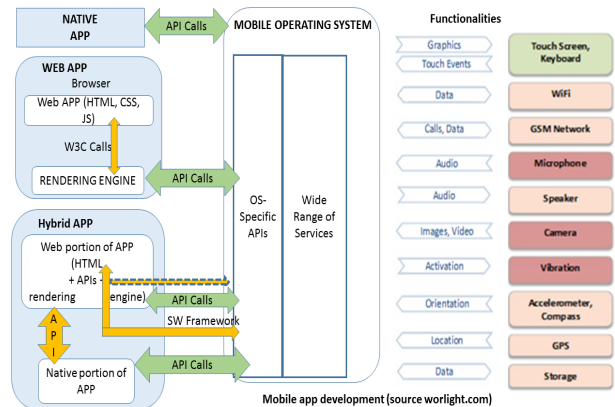 NATIVE
APP
API Calls
MOBILE OPERATING SYSTEM
WEB APP
Browser
Web APP (HTML, CSS,
JS)
W3C Calls
RENDERING ENGINE
API Calls
Hybrid APP
Web portion of APP
(HTML
+ APIs +
rendering engine)
API Calls
SW Framework
A
P
I
Native portion of
APP
API Calls
OS-
Specific
APIs
Wide
Range of
Services
Functionalities
Graphics
Touch Events
Touch Screen,
Keyboard
Data
WiFi
Calls, Data
GSM Network
Audio
Microphone
Audio
Speaker
Images, Video
Camera
Activation
Vibration
Orientation
Accelerometer,
Compass
Location
GPS
Data
Storage
Mobile app development (source worlight.com)